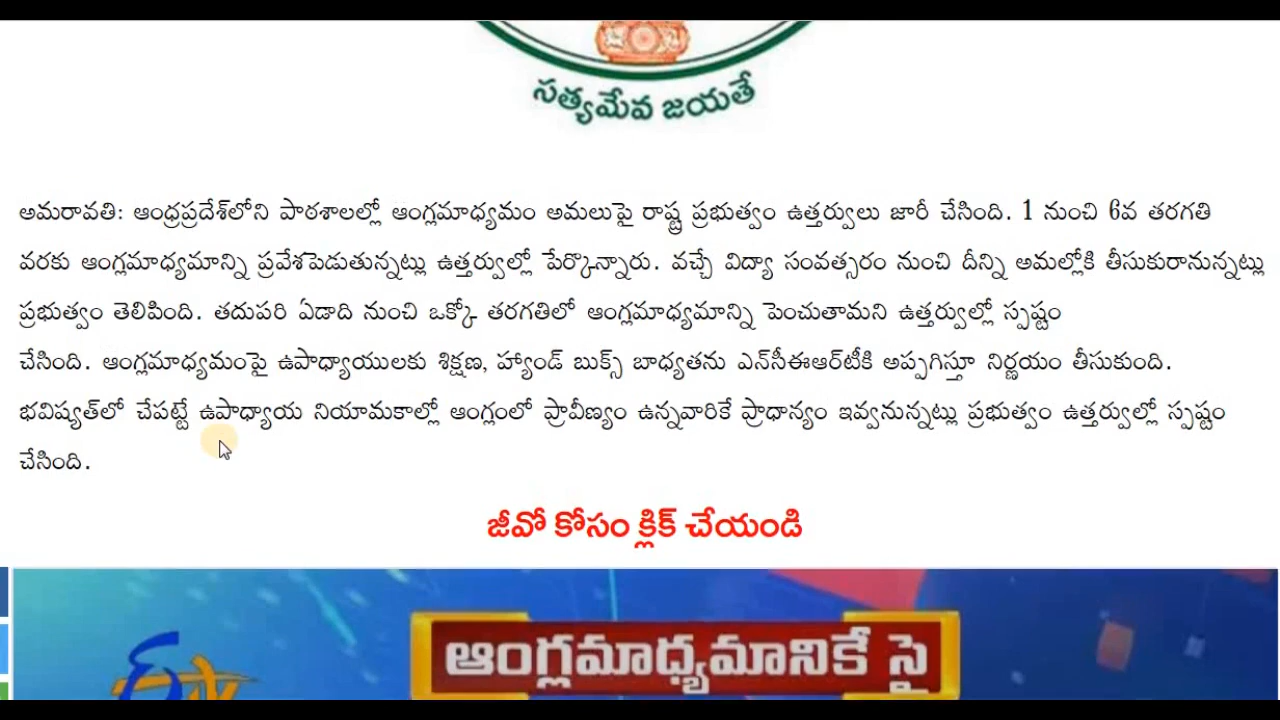 సత్యమేవ జయతే
అమరావతి: ఆంధ్రప్రదేశ్‌లోని పాఠశాలల్లో ఆంగ్లమాధ్యమం అమలుపై రాష్ట్ర ప్రభుత్వం ఉత్తర్వులు జారీ చేసింది. 1 నుంచి 6వ తరగతి
వరకు ఆంగ్లమాధ్యమాన్ని ప్రవేశపెడుతున్నట్లు ఉత్తర్వుల్లో పేర్కొన్నారు. వచ్చే విద్యా సంవత్సరం నుంచి దీన్ని అమల్లోకి తీసుకురానున్నట్లు
ప్రభుత్వం తెలిపింది. తదుపరి ఏడాది నుంచి ఒక్కో తరగతిలో ఆంగ్లమాధ్యమాన్ని పెంచుతామని ఉత్తర్వుల్లో స్పష్టం
చేసింది. ఆంగ్లమాధ్యమంపై ఉపాధ్యాయులకు శిక్షణ, హ్యాండ్ బుక్స్ బాధ్యతను ఎన్‌సీఈఆర్‌టీకి అప్పగిస్తూ నిర్ణయం తీసుకుంది.
భవిష్యత్‌లో చేపట్టే ఉపాధ్యాయ నియామకాల్లో ఆంగ్లంలో ప్రావీణ్యం ఉన్నవారికే ప్రాధాన్యం ఇవ్వనున్నట్లు ప్రభుత్వం ఉత్తర్వుల్లో స్పష్టం
చేసింది.
జీవో కోసం క్లిక్ చేయండి
ఆంగ్లమాధ్యమానికే సై